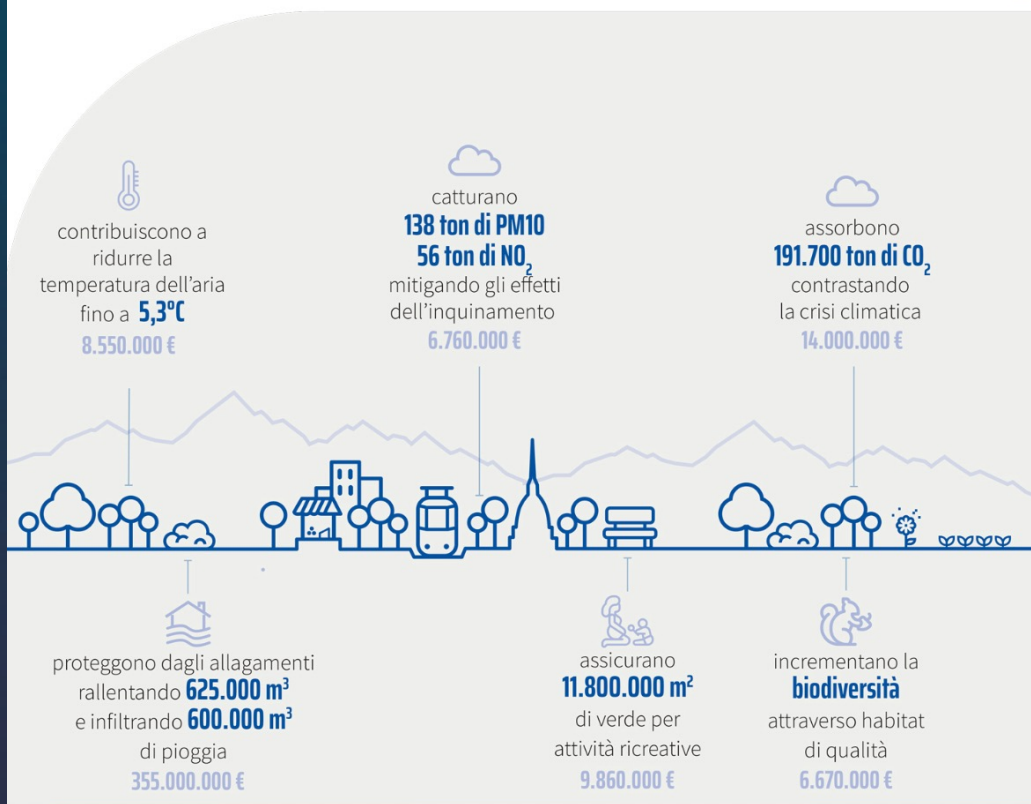 contribuiscono a
ridurre la
temperatura dell’aria
fino a 5,3°C
8.550.000 €
catturano
138 ton di PM10
56 ton di NO₂
mitigando gli effetti
dell’inquinamento
6.760.000 €
assorbono
191.700 ton di CO₂
contrastando
la crisi climatica
14.000.000 €
proteggono dagli allagamenti
rallentando 625.000 m³
e infiltrando 600.000 m³
di pioggia
355.000.000 €
assicurano
11.800.000 m²
di verde per
attività ricreative
9.860.000 €
incrementano la
biodiversità
attraverso habitat
di qualità
6.670.000 €